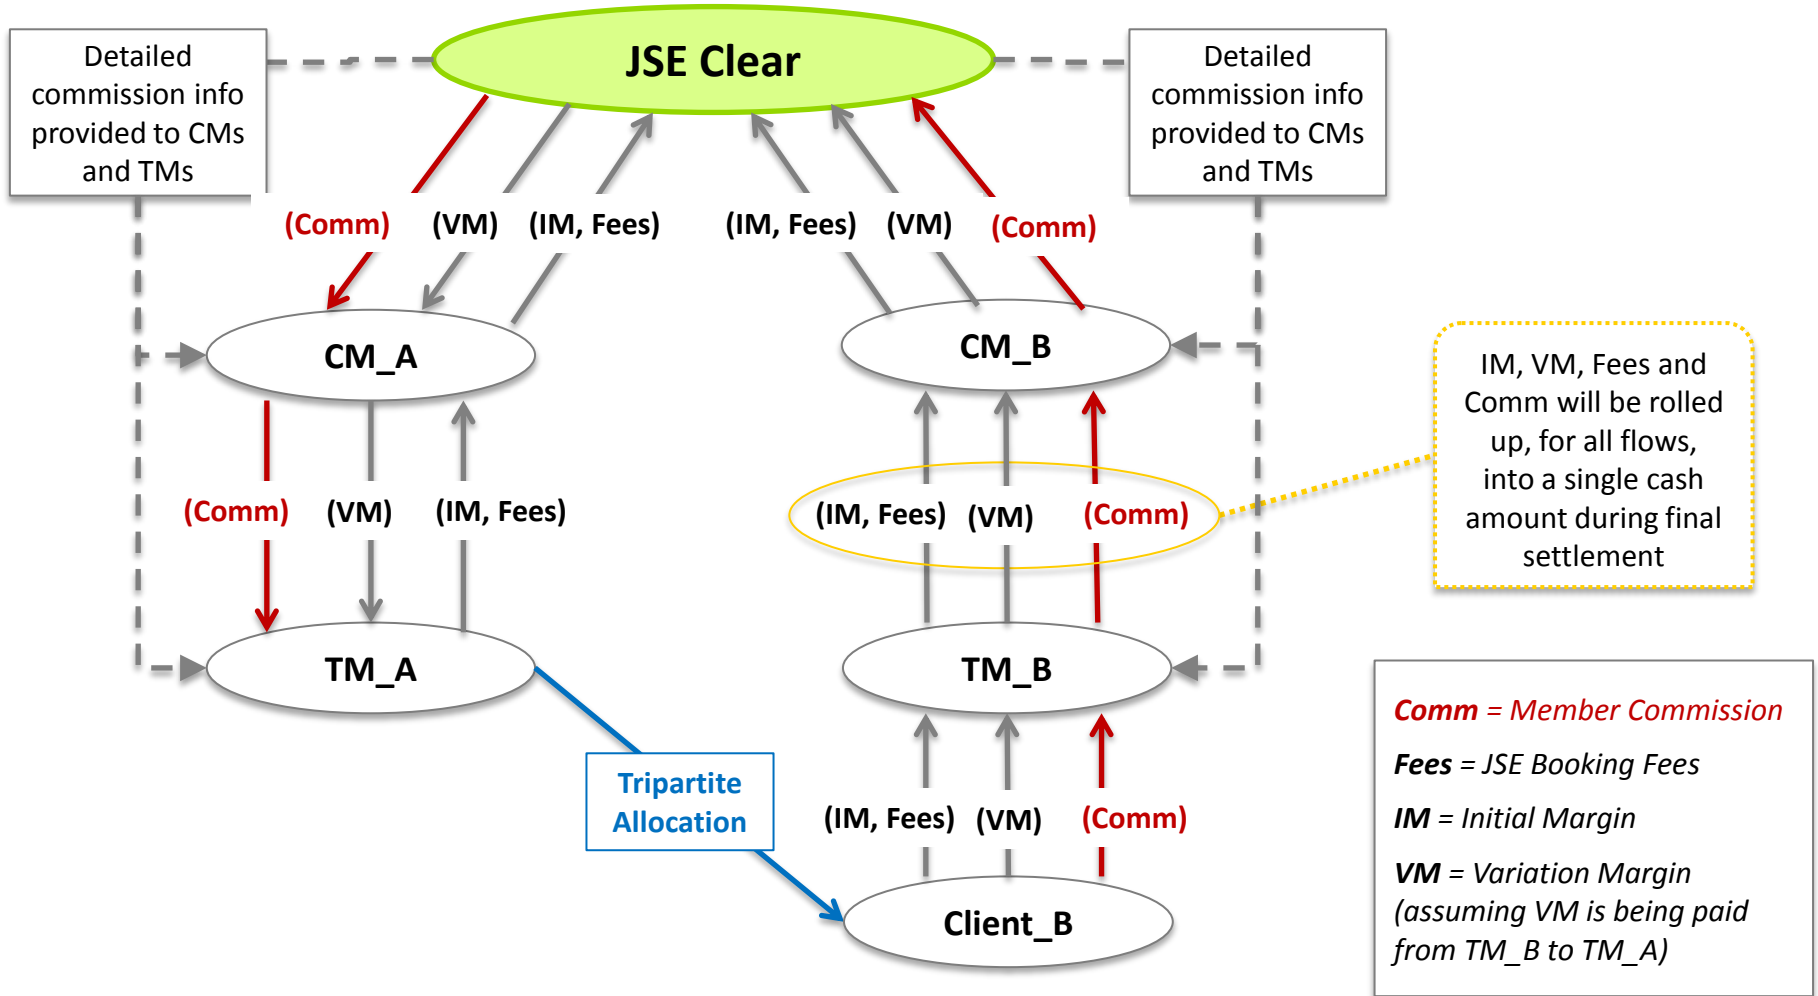 JSE Clear
Detailed
commission info
provided to CMs
and TMs
Detailed
commission info
provided to CMs
and TMs
(Comm)
(VM)
(IM, Fees)
(IM, Fees)
(VM)
(Comm)
CM_A
CM_B
IM, VM, Fees and
Comm will be rolled
up, for all flows,
into a single cash
amount during final
settlement
(Comm)
(VM)
(IM, Fees)
(IM, Fees)
(VM)
(Comm)
TM_A
TM_B
Tripartite
Allocation
(IM, Fees)
(VM)
(Comm)
Client_B
Comm = Member Commission
Fees = JSE Booking Fees
IM = Initial Margin
VM = Variation Margin
(assuming VM is being paid
from TM_B to TM_A)